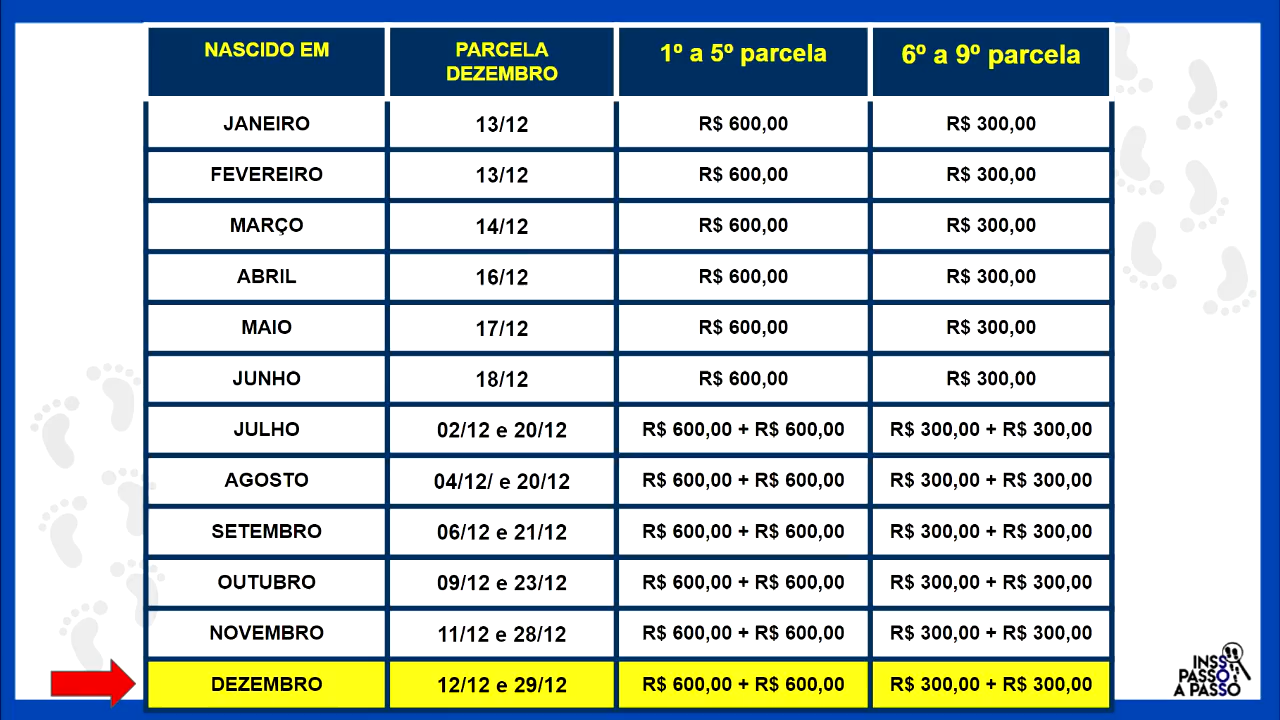 NASCIDO EM PARCELA DEZEMBRO 1º a 5º parcela 6º a 9º parcela
JANEIRO 13/12 R$ 600,00 R$ 300,00
FEVEREIRO 13/12 R$ 600,00 R$ 300,00
MARÇO 14/12 R$ 600,00 R$ 300,00
ABRIL 16/12 R$ 600,00 R$ 300,00
MAIO 17/12 R$ 600,00 R$ 300,00
JUNHO 18/12 R$ 600,00 R$ 300,00
JULHO 02/12 e 20/12 R$ 600,00 + R$ 600,00 R$ 300,00 + R$ 300,00
AGOSTO 04/12/ e 20/12 R$ 600,00 + R$ 600,00 R$ 300,00 + R$ 300,00
SETEMBRO 06/12 e 21/12 R$ 600,00 + R$ 600,00 R$ 300,00 + R$ 300,00
OUTUBRO 09/12 e 23/12 R$ 600,00 + R$ 600,00 R$ 300,00 + R$ 300,00
NOVEMBRO 11/12 e 28/12 R$ 600,00 + R$ 600,00 R$ 300,00 + R$ 300,00
DEZEMBRO 12/12 e 29/12 R$ 600,00 + R$ 600,00 R$ 300,00 + R$ 300,00
INSS
PASSO
A PASSO